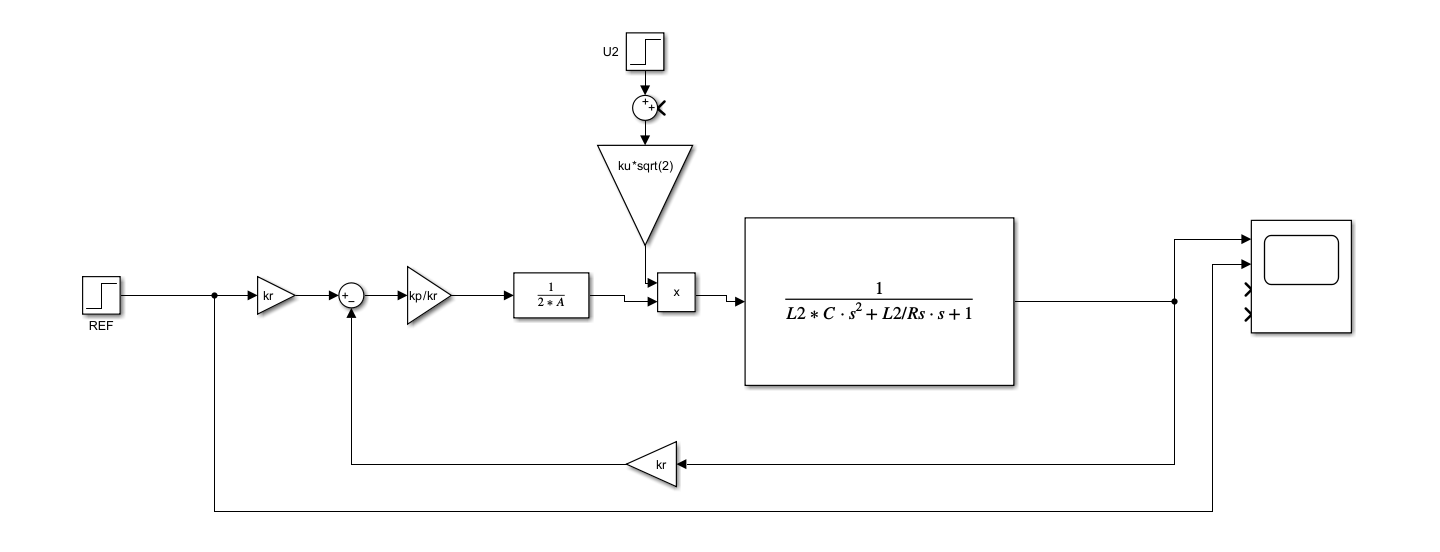 U2
+
+
ku*sqrt(2)
REF
kr
+
−
kp/kr
1
2 * A
x
1
L2 * C · s² + L2/Rs · s + 1
kr